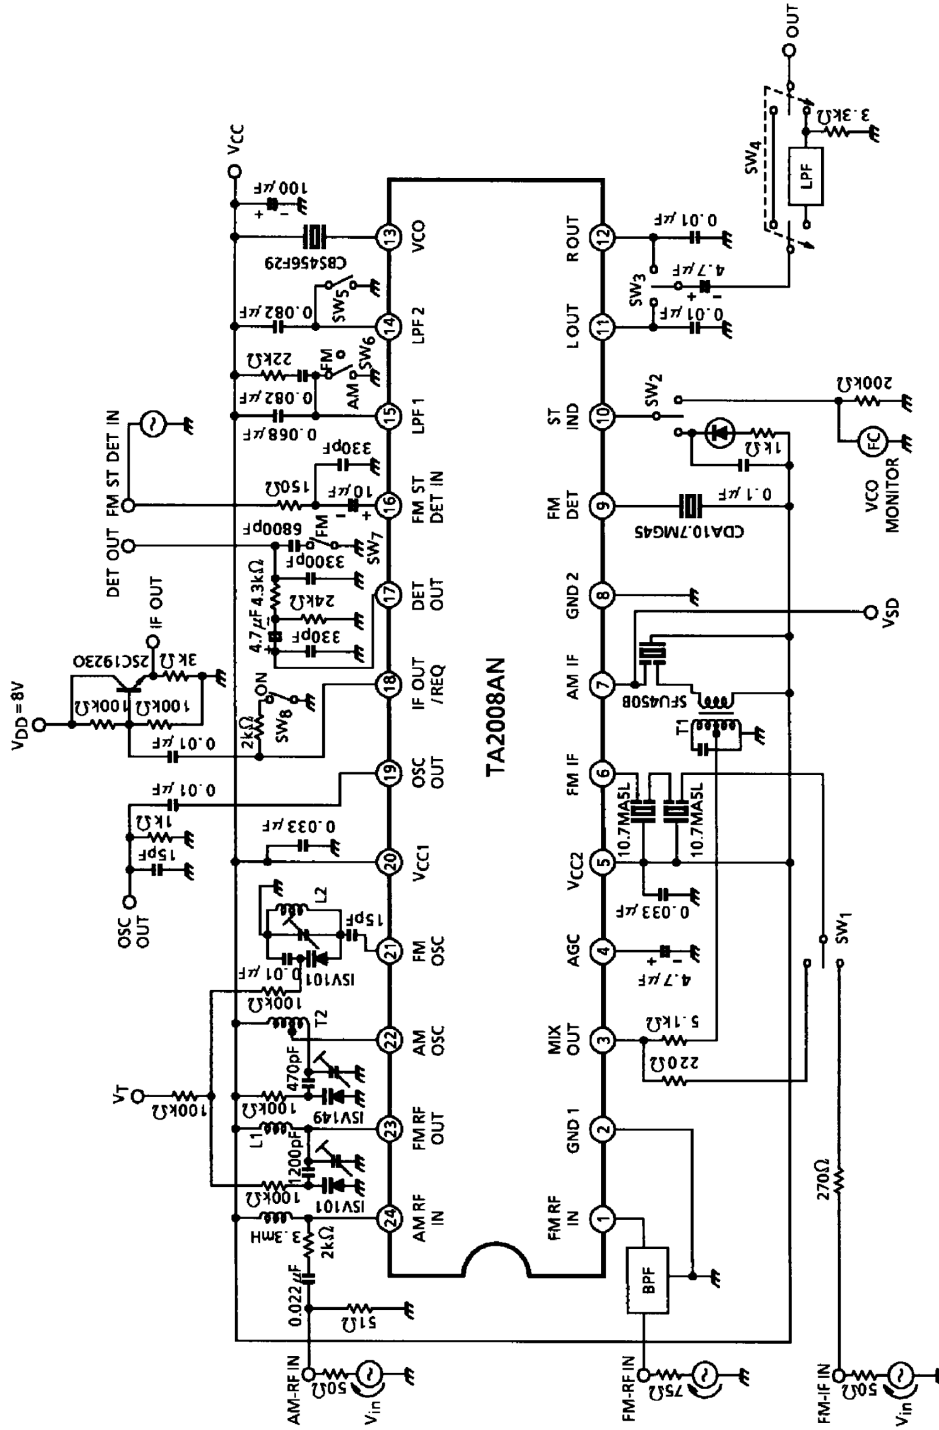 VDD = 8V
2SC1923O
IF OUT
3kΩ
100kΩ
100kΩ
0.01μF
2kΩ
ON
SW8
DET OUT
FM ST DET IN
OSC OUT
15pF
1kΩ
0.01μF
0.033μF
4.7μF
4.3kΩ
330pF
24kΩ
3300pF
6800pF
FM
SW7
150Ω
330pF
10μF
VCC
100μF
CBS456F29
0.082μF
SW5
22kΩ
0.082μF
0.068μF
AM
FM
SW6
VT
100kΩ
100kΩ
0.01μF
ISV101
L2
15pF
T2
100kΩ
470pF
ISV149
L1
1200pF
100kΩ
ISV101
3.3mH
2kΩ
0.022μF
51Ω
AM-RF IN
50Ω
Vin
24
AM RF IN
23
FM RF OUT
22
AM OSC
21
FM OSC
20
VCC1
19
OSC OUT
18
IF OUT /REQ
17
DET OUT
16
FM ST DET IN
15
LPF 1
14
LPF 2
13
VCO
TA2008AN
FM RF IN
1
GND 1
2
MIX OUT
3
AGC
4
VCC2
5
FM IF
6
AM IF
7
GND 2
8
FM DET
9
ST IND
10
L OUT
11
R OUT
12
FM-RF IN
75Ω
BPF
220Ω
5.1kΩ
4.7μF
0.033μF
10.7MA5L
10.7MA5L
T1
SFU450B
VSD
CDA10.7MG45
0.1μF
1kΩ
SW2
VCO MONITOR
FC
200kΩ
0.01μF
SW3
4.7μF
0.01μF
SW4
LPF
3.3kΩ
OUT
SW1
270Ω
FM-IF IN
50Ω
Vin